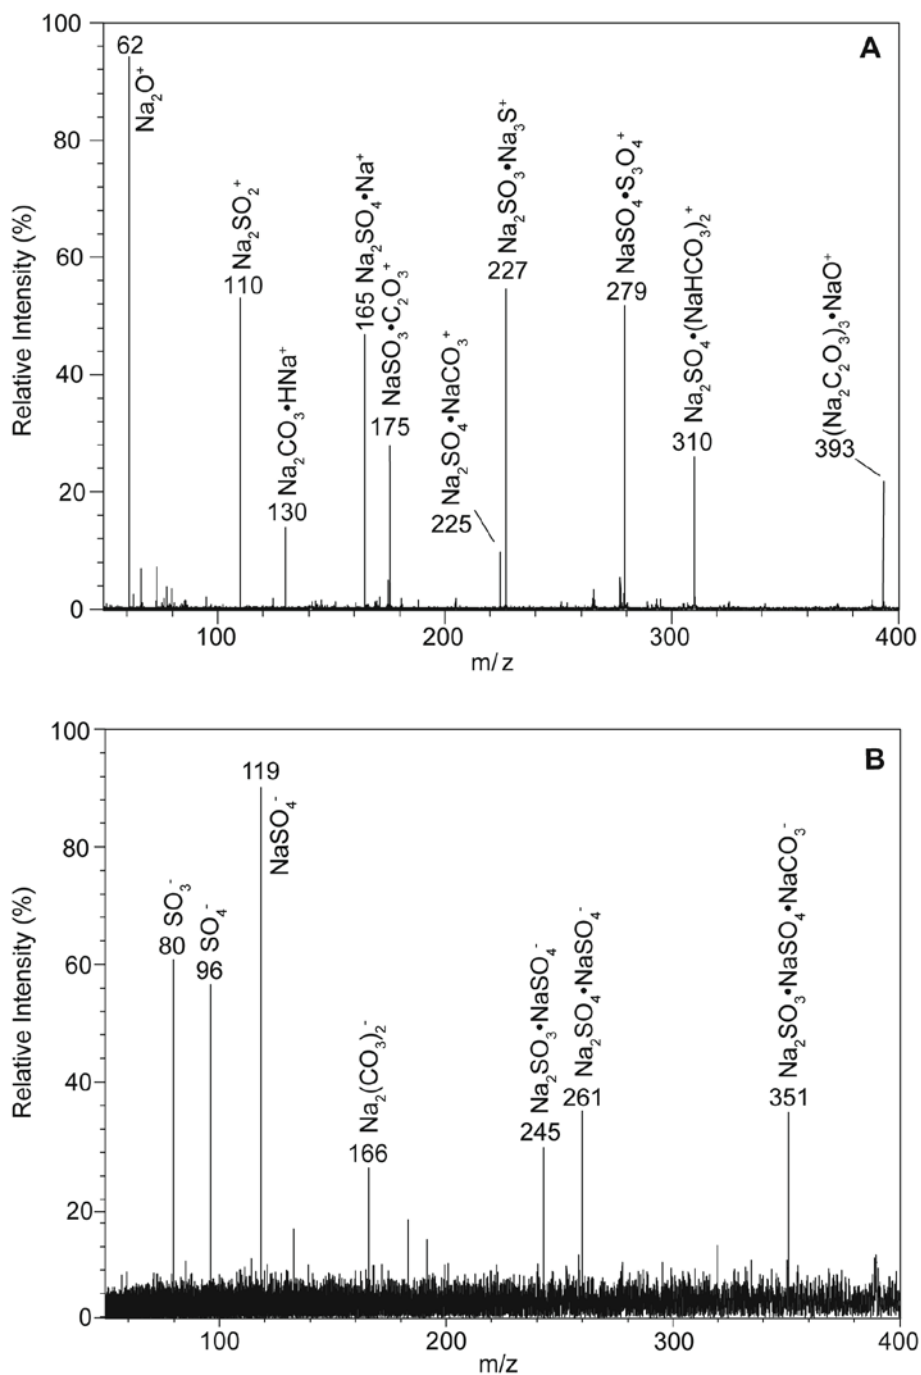 A
Relative Intensity (%)
100
80
60
40
20
0
62 Na₂O⁺
110 Na₂SO₂⁺
130 Na₂CO₃•HNa⁺
165 Na₂SO₄•Na⁺
175 NaSO₃•C₂O₃⁺
225 Na₂SO₄•NaCO₃⁺
227 Na₂SO₃•Na₃S⁺
279 NaSO₄•S₃O₄⁺
310 Na₂SO₄•(NaHCO₃)₂⁺
393 (Na₂C₂O₃)₃•NaO⁺
100 200 300 400
m/z
B
Relative Intensity (%)
100
80
60
40
20
0
80 SO₃⁻
96 SO₄⁻
119 NaSO₄⁻
166 Na₂(CO₃)₂⁻
245 Na₂SO₃•NaSO₄⁻
261 Na₂SO₄•NaSO₄⁻
351 Na₂SO₃•NaSO₄•NaCO₃⁻
100 200 300 400
m/z